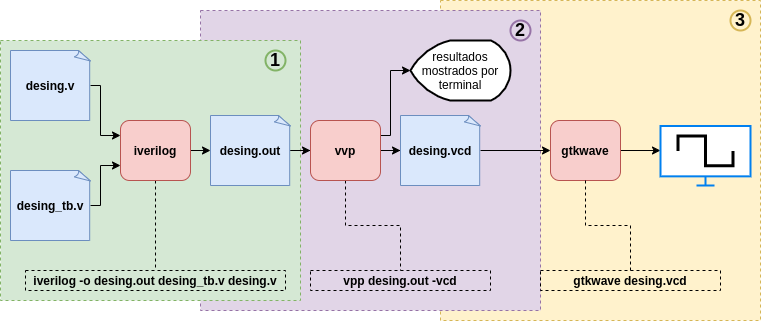 1
2
3
desing.v
desing_tb.v
iverilog
desing.out
vvp
resultados
mostrados por
terminal
desing.vcd
gtkwave
iverilog -o desing.out desing_tb.v desing.v
vpp desing.out -vcd
gtkwave desing.vcd